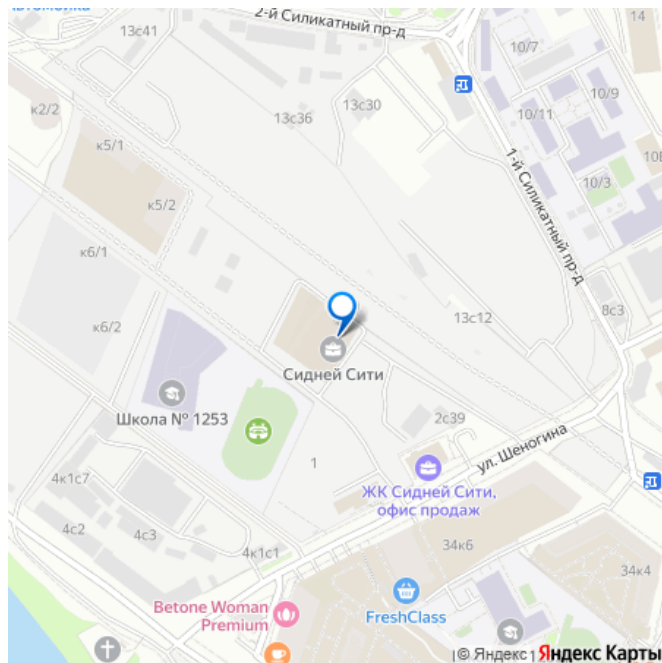 Автомойка
2-й Силикатный пр-д
14
13с41
10/7
10/9
к2/2
13с36
13с30
10/11
к5/1
10/3
к5/2
1-й Силикатный пр-д
к6/1
8с3
13с12
к6/2
Сидней Сити
Школа № 1253
2с39
ул. Шеногина
1
ЖК Сидней Сити,
офис продаж
4к1с7
4с2
4с3
4к1с1
34к6
34к4
Betone Woman
Premium
FreshClass
© Яндекс
Яндекс Карты